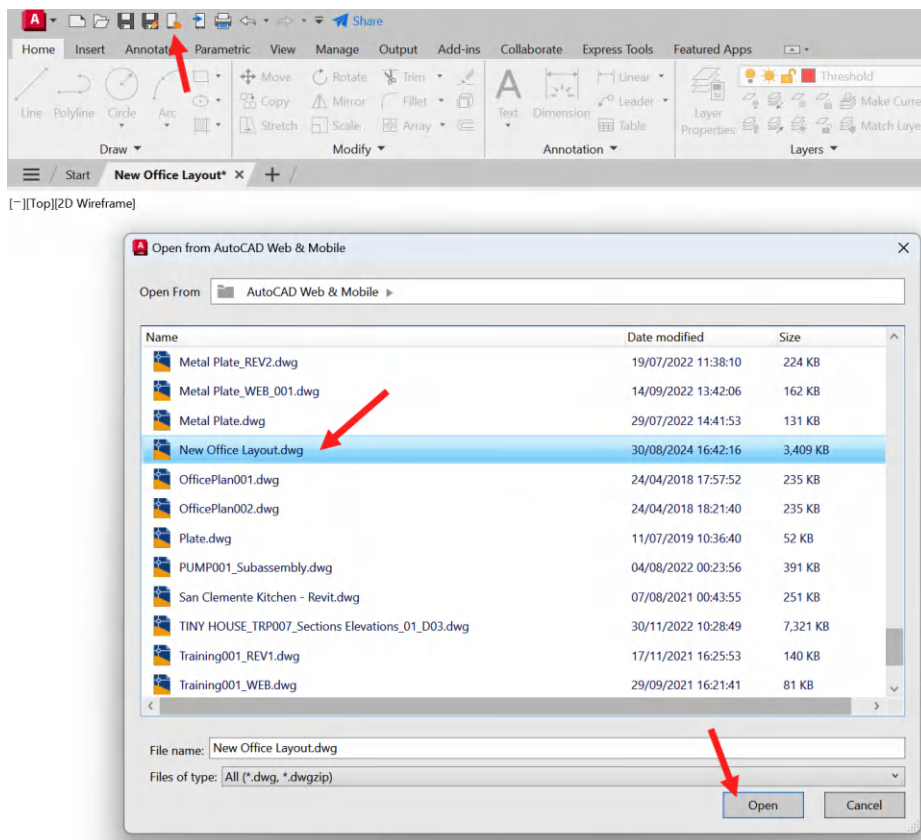 A Share
Home Insert Annotate Parametric View Manage Output Add-ins Collaborate Express Tools Featured Apps
Move Rotate Trim Linear Threshold
Line Polyline Circle Arc Copy Mirror Fillet Text Dimension Leader Layer Properties Make Curre
Stretch Scale Array Table Match Laye
Draw Modify Annotation Layers
Start New Office Layout*
[−][Top][2D Wireframe]
Open from AutoCAD Web & Mobile
Open From AutoCAD Web & Mobile
Name Date modified Size
Metal Plate_REV2.dwg 19/07/2022 11:38:10 224 KB
Metal Plate_WEB_001.dwg 14/09/2022 13:42:06 162 KB
Metal Plate.dwg 29/07/2022 14:41:53 131 KB
New Office Layout.dwg 30/08/2024 16:42:16 3,409 KB
OfficePlan001.dwg 24/04/2018 17:57:52 235 KB
OfficePlan002.dwg 24/04/2018 18:21:40 235 KB
Plate.dwg 11/07/2019 10:36:40 52 KB
PUMP001_Subassembly.dwg 04/08/2022 00:23:56 391 KB
San Clemente Kitchen - Revit.dwg 07/08/2021 00:43:55 251 KB
TINY HOUSE_TRP007_Sections Elevations_01_D03.dwg 30/11/2022 10:28:49 7,321 KB
Training001_REV1.dwg 17/11/2021 16:25:53 140 KB
Training001_WEB.dwg 29/09/2021 16:21:41 81 KB
File name: New Office Layout.dwg
Files of type: All (*.dwg, *.dwgzip)
Open Cancel